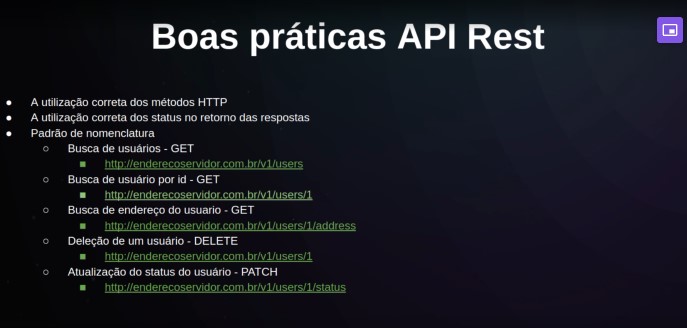 Boas práticas API Rest
● A utilização correta dos métodos HTTP
● A utilização correta dos status no retorno das respostas
● Padrão de nomenclatura
○ Busca de usuários - GET
■ http://enderecoservidor.com.br/v1/users
○ Busca de usuário por id - GET
■ http://enderecoservidor.com.br/v1/users/1
○ Busca de endereço do usuario - GET
■ http://enderecoservidor.com.br/v1/users/1/address
○ Deleção de um usuário - DELETE
■ http://enderecoservidor.com.br/v1/users/1
○ Atualização do status do usuário - PATCH
■ http://enderecoservidor.com.br/v1/users/1/status